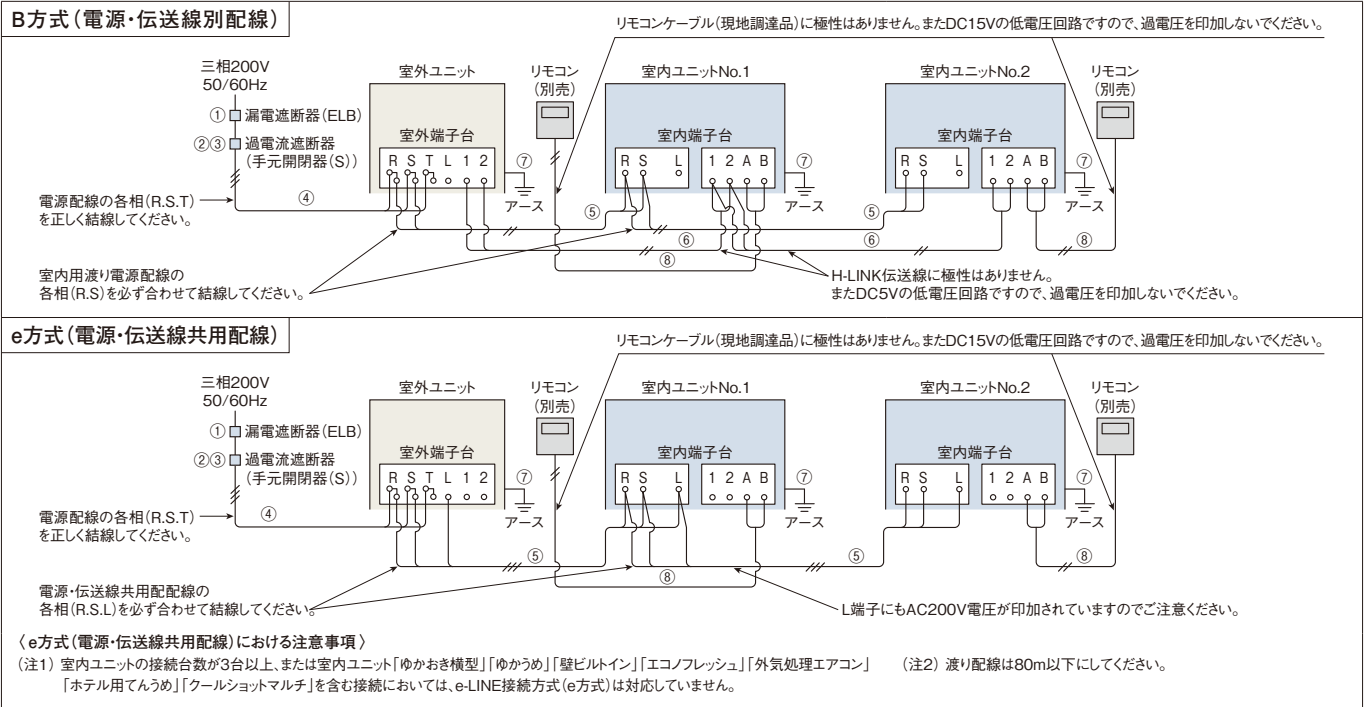 B方式(電源・伝送線別配線)
リモコンケーブル(現地調達品)に極性はありません。またDC15Vの低電圧回路ですので、過電圧を印加しないでください。
三相200V
50/60Hz
① 漏電遮断器(ELB)
②③ 過電流遮断器
(手元開閉器(S))
電源配線の各相(R.S.T)
を正しく結線してください。
④
室外ユニット
室外端子台
R S T L 1 2
⑦
アース
リモコン
(別売)
室内ユニットNo.1
室内端子台
R S L 1 2 A B
⑦
アース
室内ユニットNo.2
室内端子台
R S L 1 2 A B
⑦
アース
リモコン
(別売)
⑤
⑤
⑥
⑥
⑧
⑧
室内用渡り電源配線の
各相(R.S)を必ず合わせて結線してください。
H-LINK伝送線に極性はありません。
またDC5Vの低電圧回路ですので、過電圧を印加しないでください。
e方式(電源・伝送線共用配線)
リモコンケーブル(現地調達品)に極性はありません。またDC15Vの低電圧回路ですので、過電圧を印加しないでください。
三相200V
50/60Hz
① 漏電遮断器(ELB)
②③ 過電流遮断器
(手元開閉器(S))
電源配線の各相(R.S.T)
を正しく結線してください。
④
室外ユニット
室外端子台
R S T L 1 2
⑦
アース
リモコン
(別売)
室内ユニットNo.1
室内端子台
R S L 1 2 A B
⑦
アース
室内ユニットNo.2
室内端子台
R S L 1 2 A B
⑦
アース
リモコン
(別売)
⑤
⑤
⑧
⑧
電源・伝送線共用配配線の
各相(R.S.L)を必ず合わせて結線してください。
L端子にもAC200V電圧が印加されていますのでご注意ください。
〈e方式(電源・伝送線共用配線)における注意事項〉
(注1) 室内ユニットの接続台数が3台以上、または室内ユニット「ゆかおき横型」「ゆかうめ」「壁ビルトイン」「エコノフレッシュ」「外気処理エアコン」
「ホテル用てんうめ」「クールショットマルチ」を含む接続においては、e-LINE接続方式(e方式)は対応していません。
(注2) 渡り配線は80m以下にしてください。